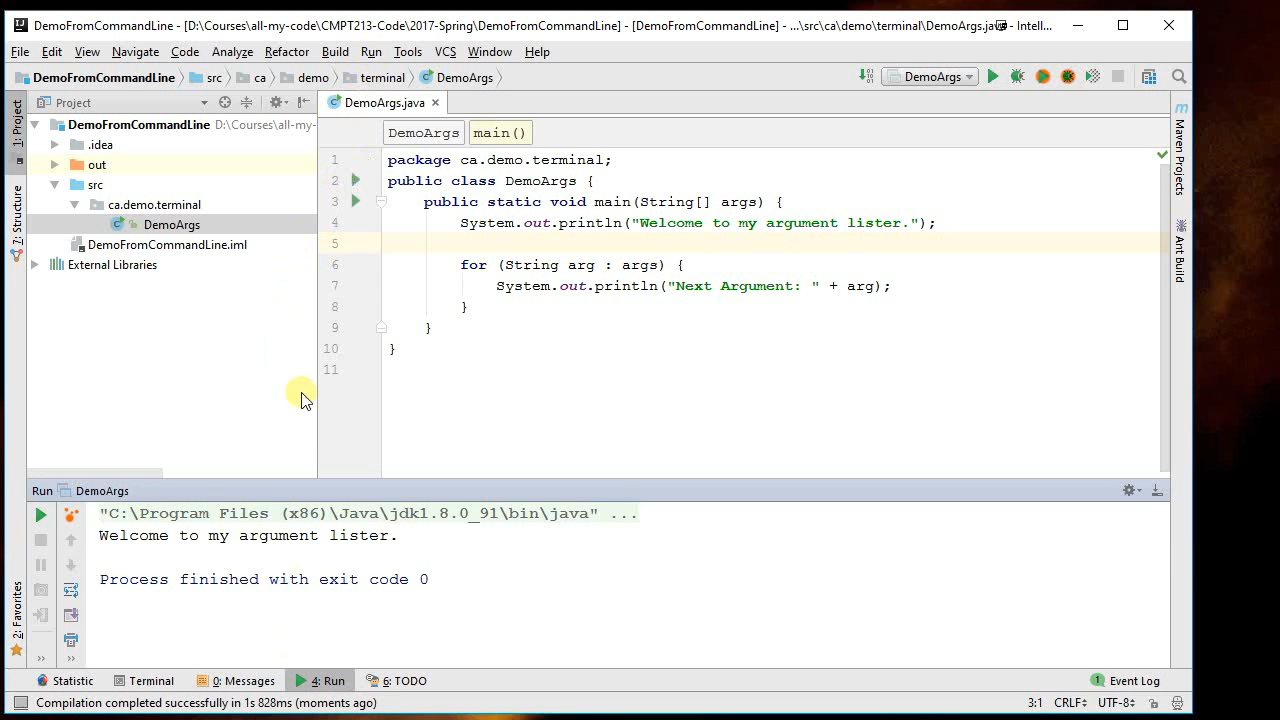 DemoFromCommandLine - [D:\Courses\all-my-code\CMPT213-Code\2017-Spring\DemoFromCommandLine] - [DemoFromCommandLine] - ...\src\ca\demo\terminal\DemoArgs.java - Intell...
File Edit View Navigate Code Analyze Refactor Build Run Tools VCS Window Help
DemoFromCommandLine src ca demo terminal DemoArgs
DemoArgs
1: Project
Project
DemoArgs.java
DemoFromCommandLine D:\Courses\all-my-
.idea
out
src
ca.demo.terminal
DemoArgs
DemoFromCommandLine.iml
External Libraries
7: Structure
2: Favorites
DemoArgs main()
1 package ca.demo.terminal;
2 public class DemoArgs {
3 public static void main(String[] args) {
4 System.out.println("Welcome to my argument lister.");
5
6 for (String arg : args) {
7 System.out.println("Next Argument: " + arg);
8 }
9 }
10 }
11
Maven Projects
Ant Build
Run DemoArgs
"C:\Program Files (x86)\Java\jdk1.8.0_91\bin\java" ...
Welcome to my argument lister.
Process finished with exit code 0
Statistic Terminal 0: Messages 4: Run 6: TODO 1 Event Log
Compilation completed successfully in 1s 828ms (moments ago) 3:1 CRLF UTF-8